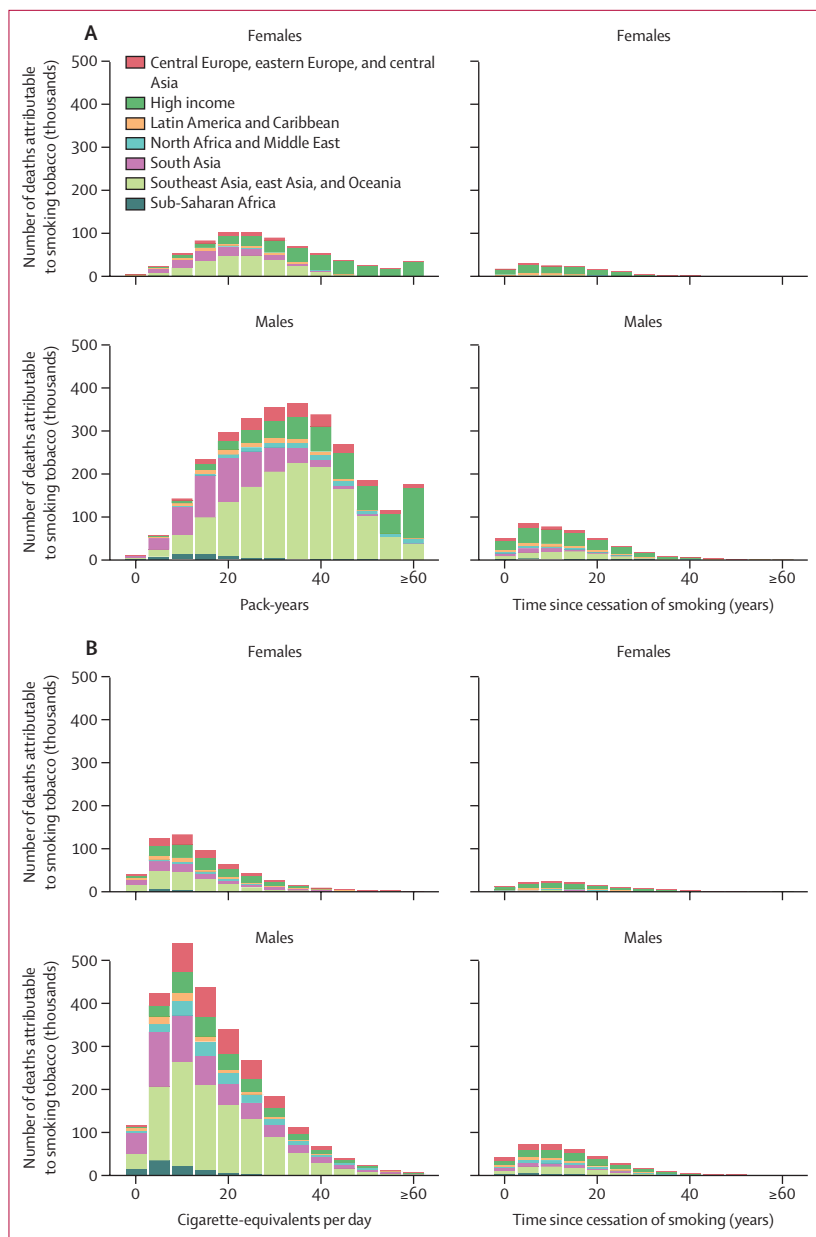 A
Females
Females
Number of deaths attributable
to smoking tobacco (thousands)
500
400
300
200
100
0
Central Europe, eastern Europe, and central
Asia
High income
Latin America and Caribbean
North Africa and Middle East
South Asia
Southeast Asia, east Asia, and Oceania
Sub-Saharan Africa
Males
Males
Number of deaths attributable
to smoking tobacco (thousands)
500
400
300
200
100
0
0 20 40 ≥60
0 20 40 ≥60
Pack-years
Time since cessation of smoking (years)
B
Females
Females
Number of deaths attributable
to smoking tobacco (thousands)
500
400
300
200
100
0
Males
Males
Number of deaths attributable
to smoking tobacco (thousands)
500
400
300
200
100
0
0 20 40 ≥60
0 20 40 ≥60
Cigarette-equivalents per day
Time since cessation of smoking (years)